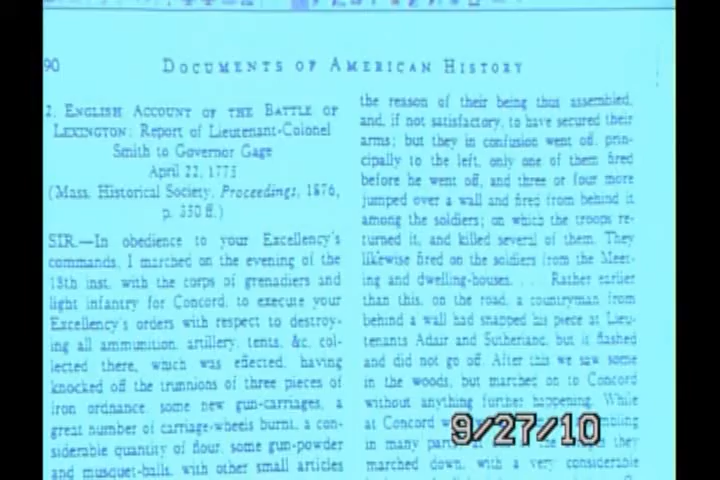 90
DOCUMENTS OF AMERICAN HISTORY
2. ENGLISH ACCOUNT OF THE BATTLE OF
LEXINGTON: Report of Lieutenant-Colonel
Smith to Governor Gage
April 22, 1775
(Mass. Historical Society, Proceedings, 1876,
p. 350 ff.)
SIR,—In obedience to your Excellency's
commands, I marched on the evening of the
18th inst. with the corps of grenadiers and
light infantry for Concord, to execute your
Excellency's orders with respect to destroy-
ing all ammunition, artillery, tents, &c. col-
lected there, which was effected, having
knocked off the trunnions of three pieces of
iron ordnance, some new gun-carriages, a
great number of carriage-wheels burnt, a con-
siderable quantity of flour, some gun-powder
and musquet-balls, with other small articles
the reason of their being thus assembled,
and, if not satisfactory, to have secured their
arms; but they in confusion went off, prin-
cipally to the left, only one of them fired
before he went off, and three or four more
jumped over a wall and fired from behind it
among the soldiers; on which the troops re-
turned it, and killed several of them. They
likewise fired on the soldiers from the Meet-
ing and dwelling-houses. . . . Rather earlier
than this, on the road, a countryman from
behind a wall had snapped his piece at Lieu-
tenants Adair and Sutherland, but it flashed
and did not go off. After this we saw some
in the woods, but marched on to Concord
without anything further happening. While
at Concord
in many
they
marched down, with a very considerable
9/27/10